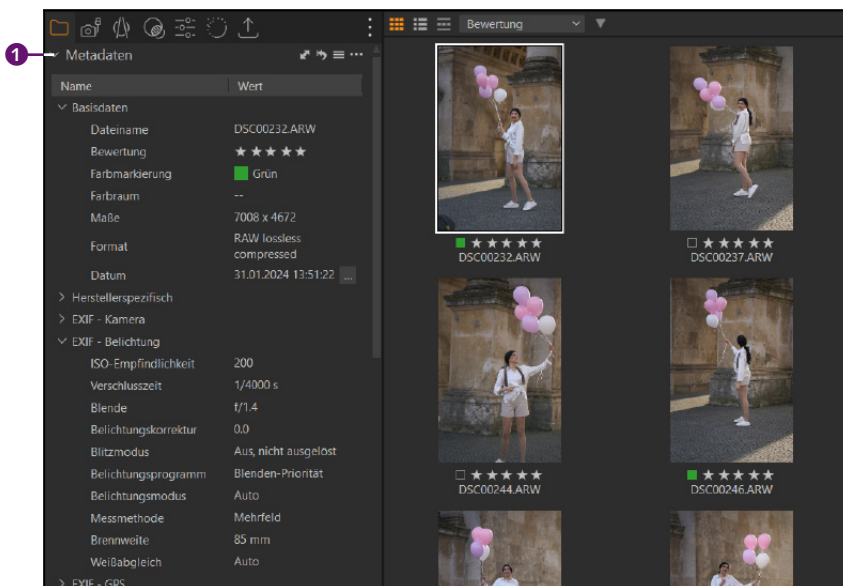 Bewertung
1
Metadaten
Name Wert
Basisdaten
Dateiname DSC00232.ARW
Bewertung ★★★★★
Farbmarkierung Grün
Farbraum --
Maße 7008 x 4672
Format RAW lossless
compressed
Datum 31.01.2024 13:51:22 ...
Herstellerspezifisch
EXIF - Kamera
EXIF - Belichtung
ISO-Empfindlichkeit 200
Verschlusszeit 1/4000 s
Blende f/1.4
Belichtungskorrektur 0.0
Blitzmodus Aus, nicht ausgelöst
Belichtungsprogramm Blenden-Priorität
Belichtungsmodus Auto
Messmethode Mehrfeld
Brennweite 85 mm
Weißabgleich Auto
EXIF - GPS
★★★★★
DSC00232.ARW
★★★★★
DSC00237.ARW
★★★★★
DSC00244.ARW
★★★★★
DSC00246.ARW